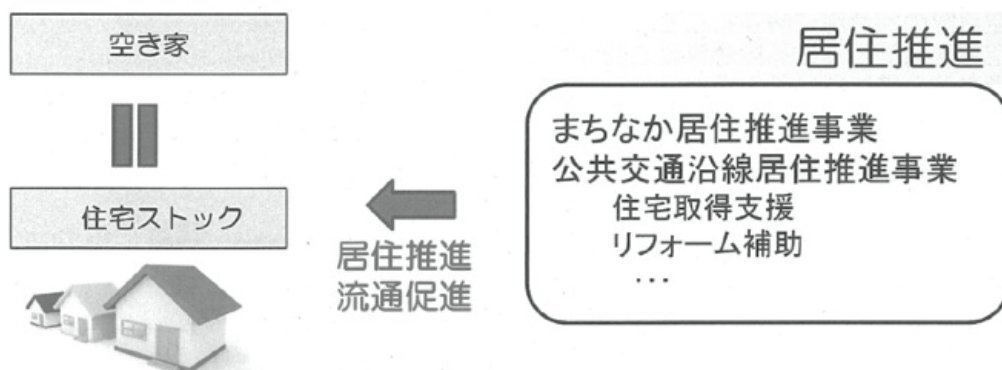 空き家
住宅ストック
居住推進
流通促進
居住推進
まちなか居住推進事業
公共交通沿線居住推進事業
住宅取得支援
リフォーム補助
…